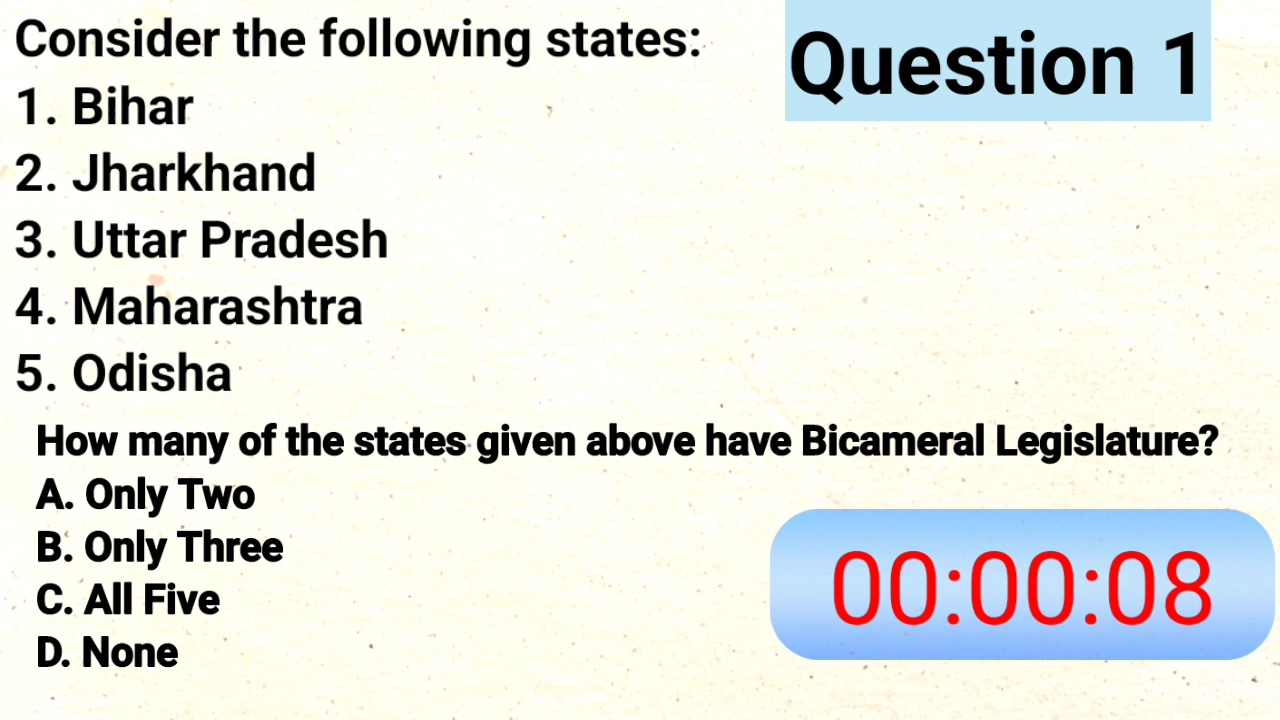 Consider the following states:
Question 1
1. Bihar
2. Jharkhand
3. Uttar Pradesh
4. Maharashtra
5. Odisha
How many of the states given above have Bicameral Legislature?
A. Only Two
B. Only Three
C. All Five
D. None
00:00:08